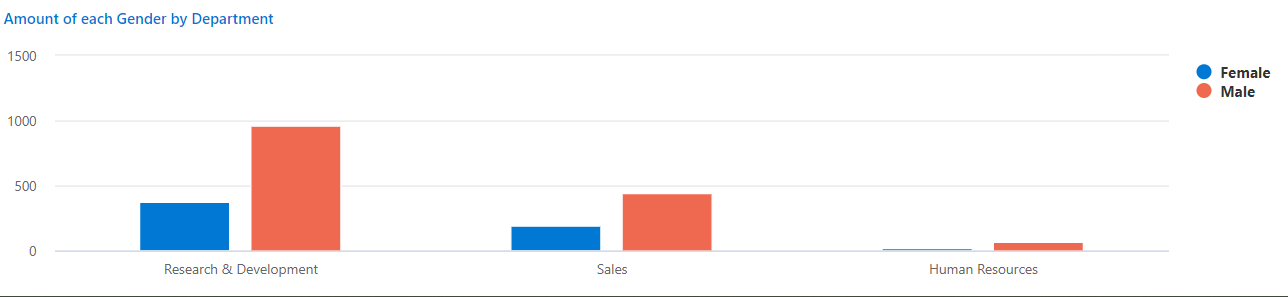 Amount of each Gender by Department
1500
1000
500
0
Research & Development
Sales
Human Resources
Female
Male